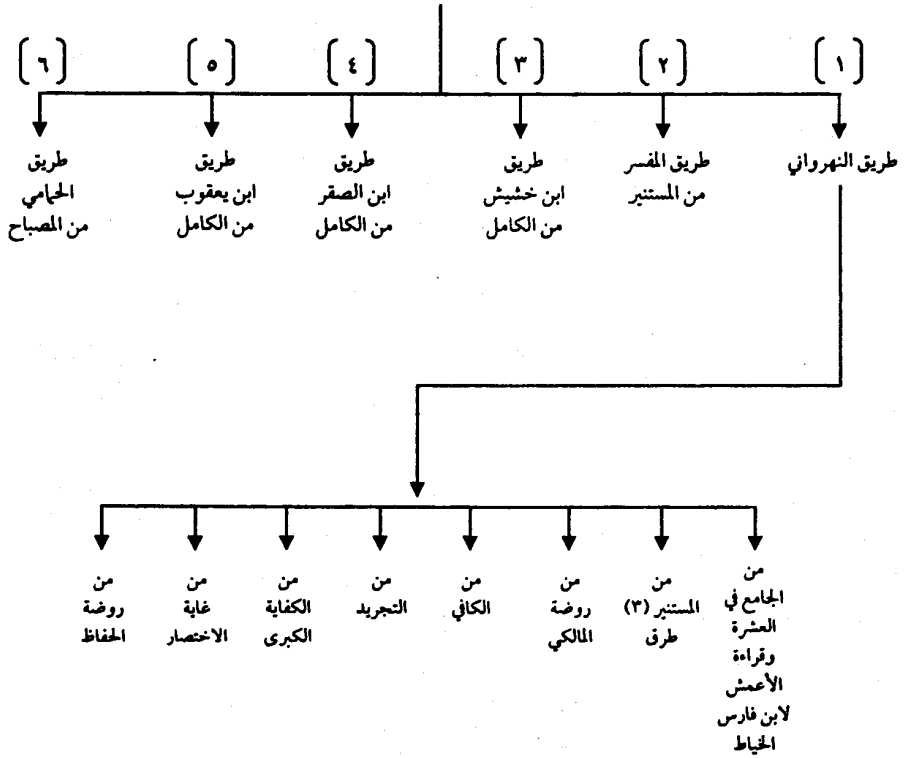 [١]
[٢]
[٣]
[٤]
[٥]
[٦]
طريق النهرواني
طريق المفسر
من المستنير
طريق
ابن خشيش
من الكامل
طريق
ابن الصقر
من الكامل
طريق
ابن يعقوب
من الكامل
طريق
الحمامي
من المصباح
من
الجامع في
العشرة
وقراءة
الأعمش
لابن فارس
الخياط
من
المستنير (٣)
طرق
من
روضة
المالكي
من
الكافي
من
التجريد
من
الكفاية
الكبرى
من
غاية
الاختصار
من
روضة
الحفاظ